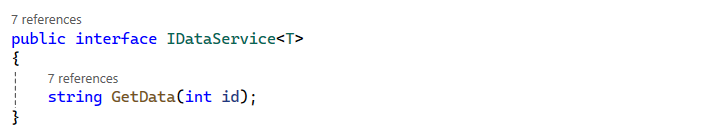 7 references
public interface IDataService<T>
{
7 references
string GetData(int id);
}